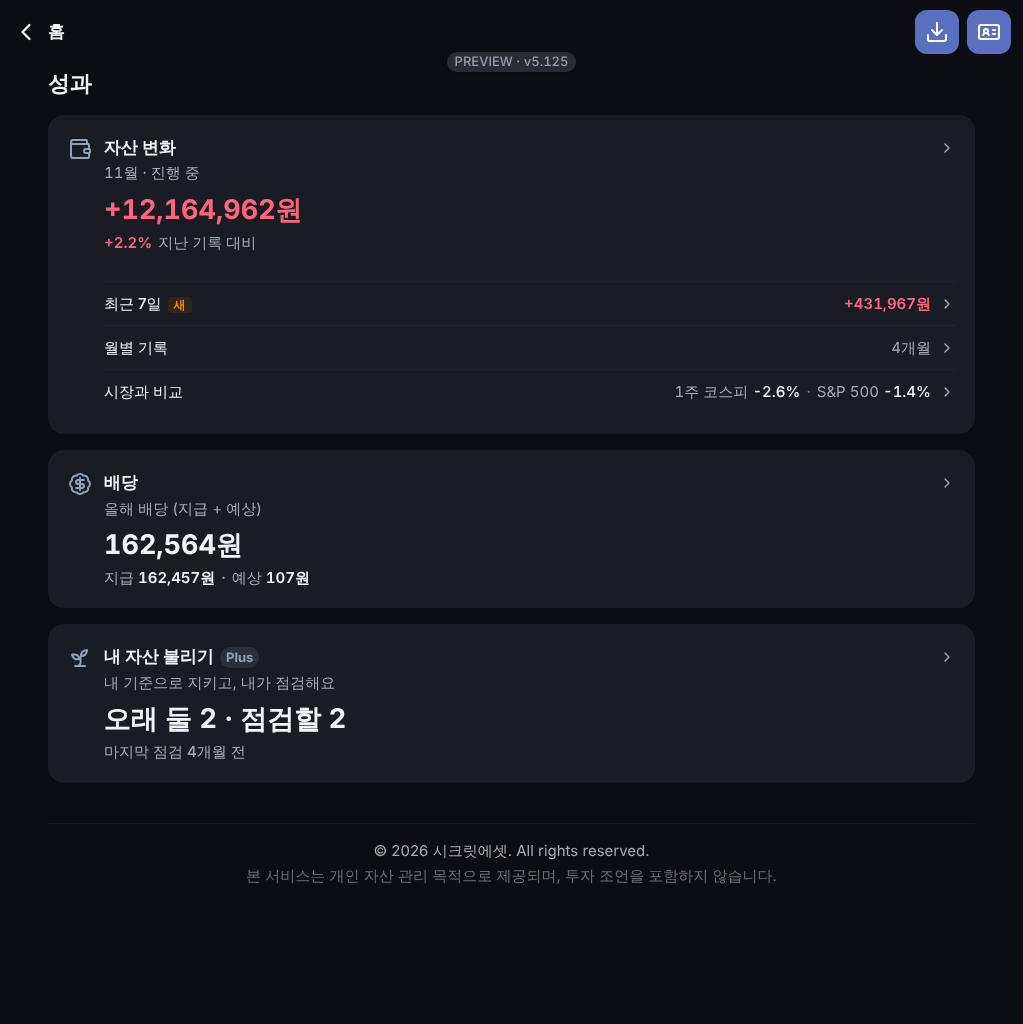 홈
PREVIEW · v5.125
성과
자산 변화
11월 · 진행 중
+12,164,962원
+2.2% 지난 기록 대비
최근 7일 새 +431,967원
월별 기록 4개월
시장과 비교 1주 코스피 -2.6% · S&P 500 -1.4%
배당
올해 배당 (지급 + 예상)
162,564원
지급 162,457원 · 예상 107원
내 자산 불리기 Plus
내 기준으로 지키고, 내가 점검해요
오래 둘 2 · 점검할 2
마지막 점검 4개월 전
© 2026 시크릿에셋. All rights reserved.
본 서비스는 개인 자산 관리 목적으로 제공되며, 투자 조언을 포함하지 않습니다.